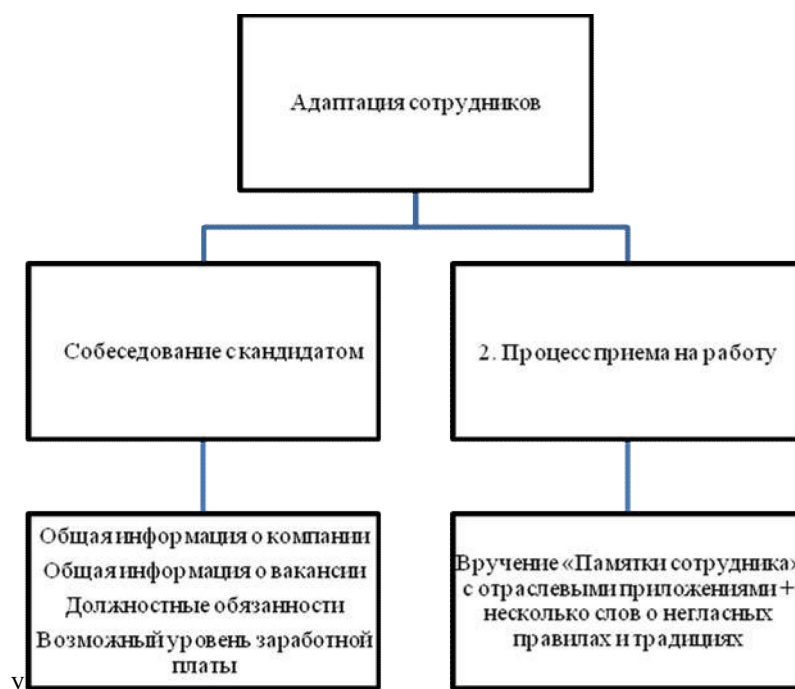 Адаптация сотрудников
Собеседование с кандидатом
2. Процесс приема на работу
Общая информация о компании
Общая информация о вакансии
Должностные обязанности
Возможный уровень заработной
платы
Вручение «Памятки сотрудника»
с отраслевыми приложениями +
несколько слов о негласных
правилах и традициях
v